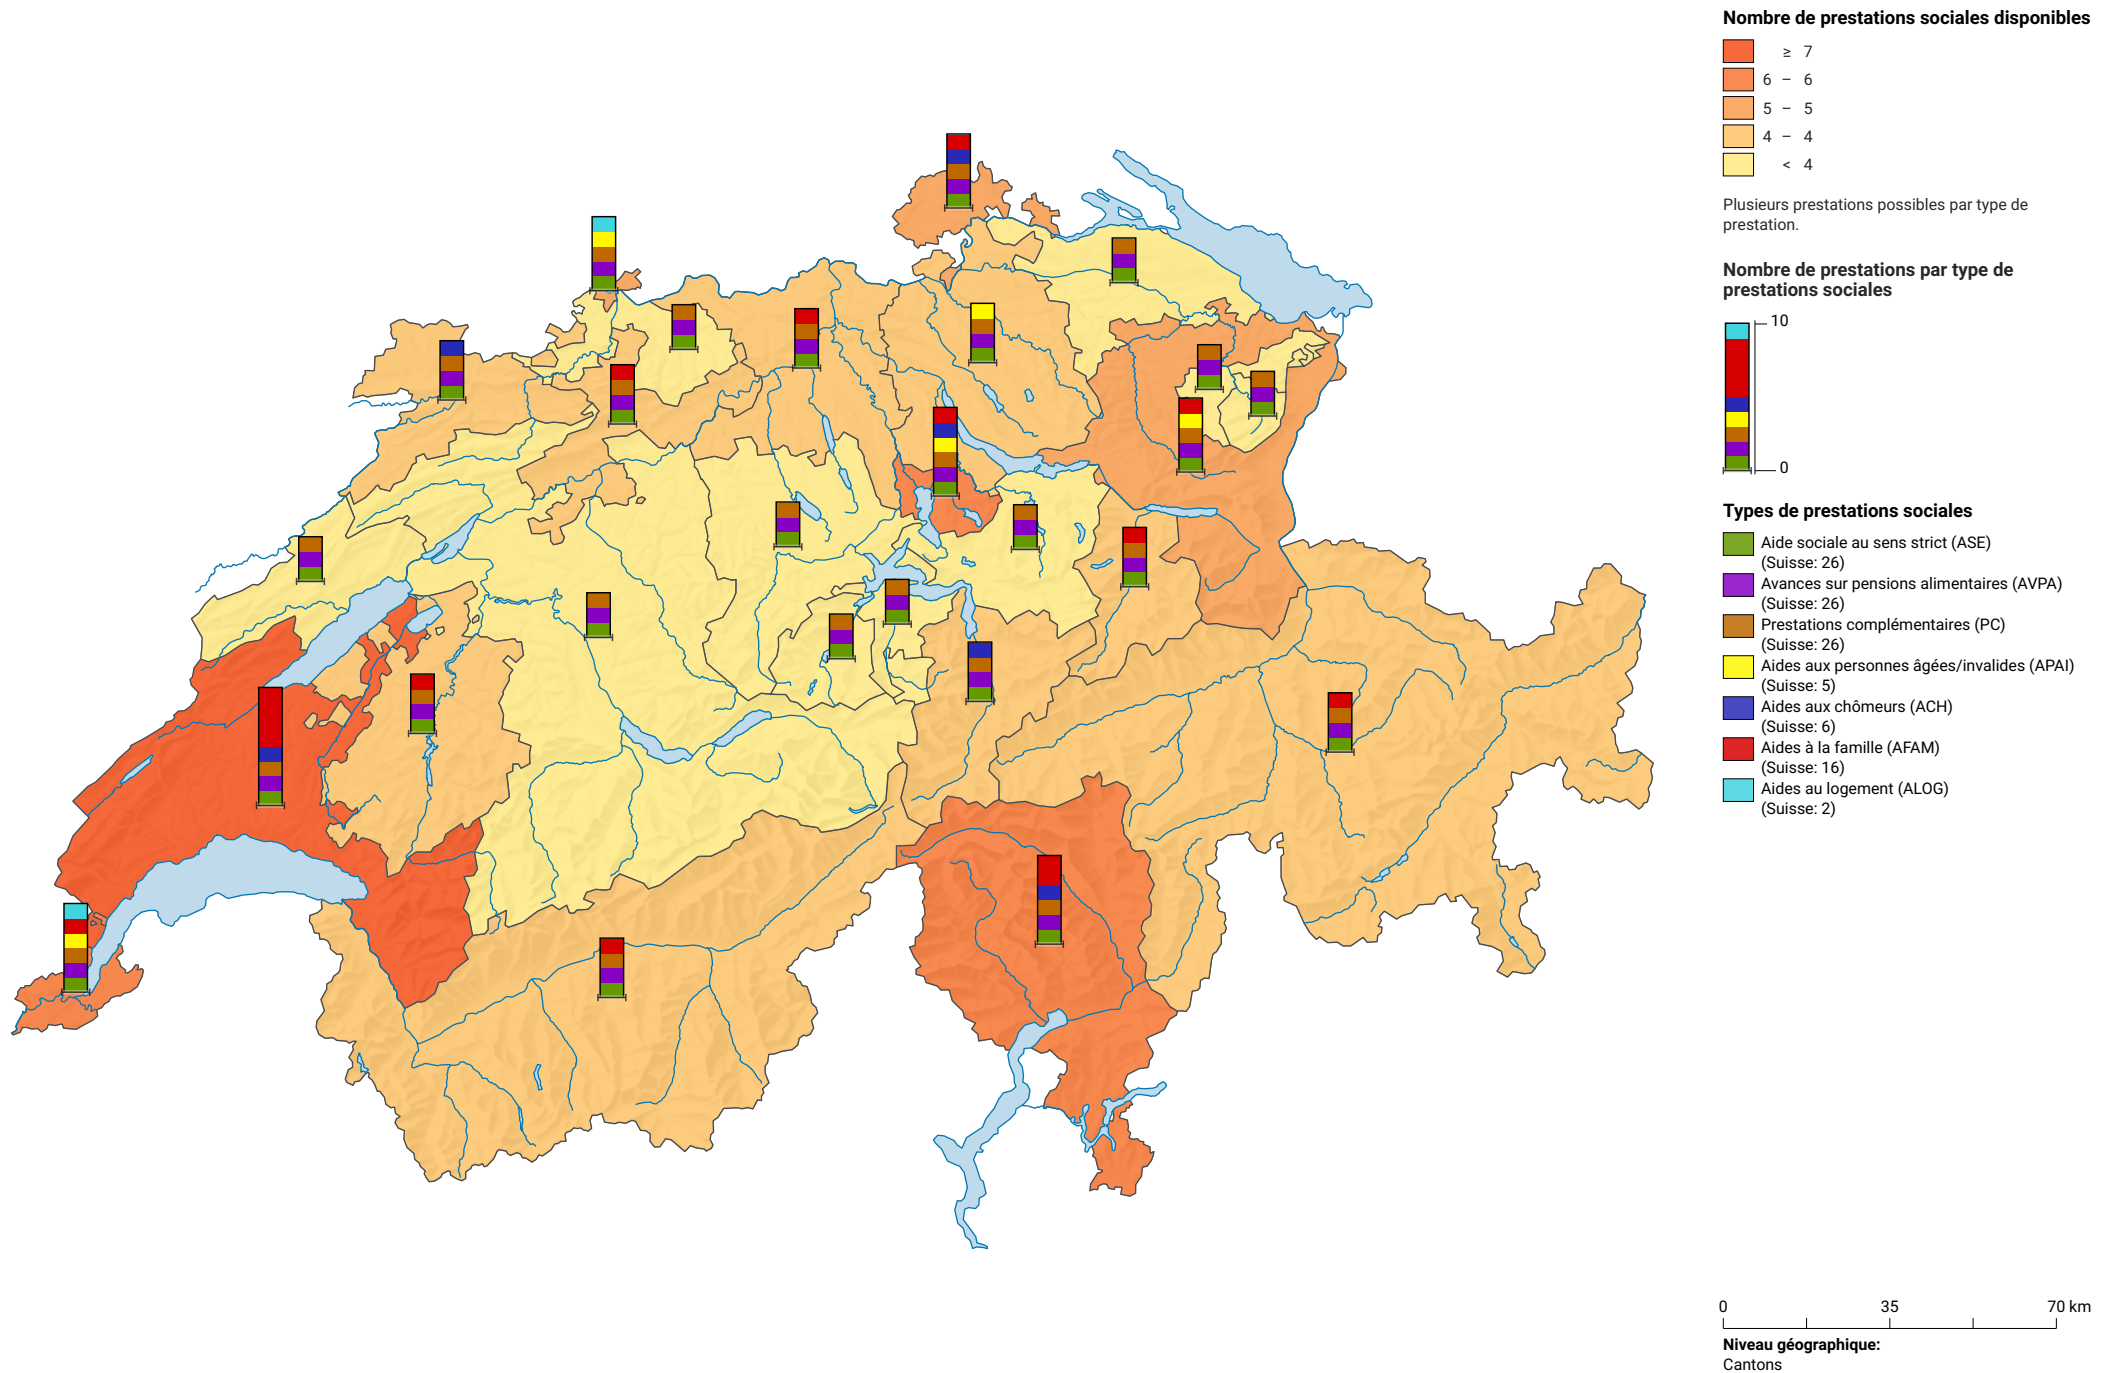 Nombre de prestations sociales disponibles
≥ 7
6 – 6
5 – 5
4 – 4
< 4
Plusieurs prestations possibles par type de
prestation.
Nombre de prestations par type de
prestations sociales
10
0
Types de prestations sociales
Aide sociale au sens strict (ASE)
(Suisse: 26)
Avances sur pensions alimentaires (AVPA)
(Suisse: 26)
Prestations complémentaires (PC)
(Suisse: 26)
Aides aux personnes âgées/invalides (APAI)
(Suisse: 5)
Aides aux chômeurs (ACH)
(Suisse: 6)
Aides à la famille (AFAM)
(Suisse: 16)
Aides au logement (ALOG)
(Suisse: 2)
0 35 70 km
Niveau géographique:
Cantons